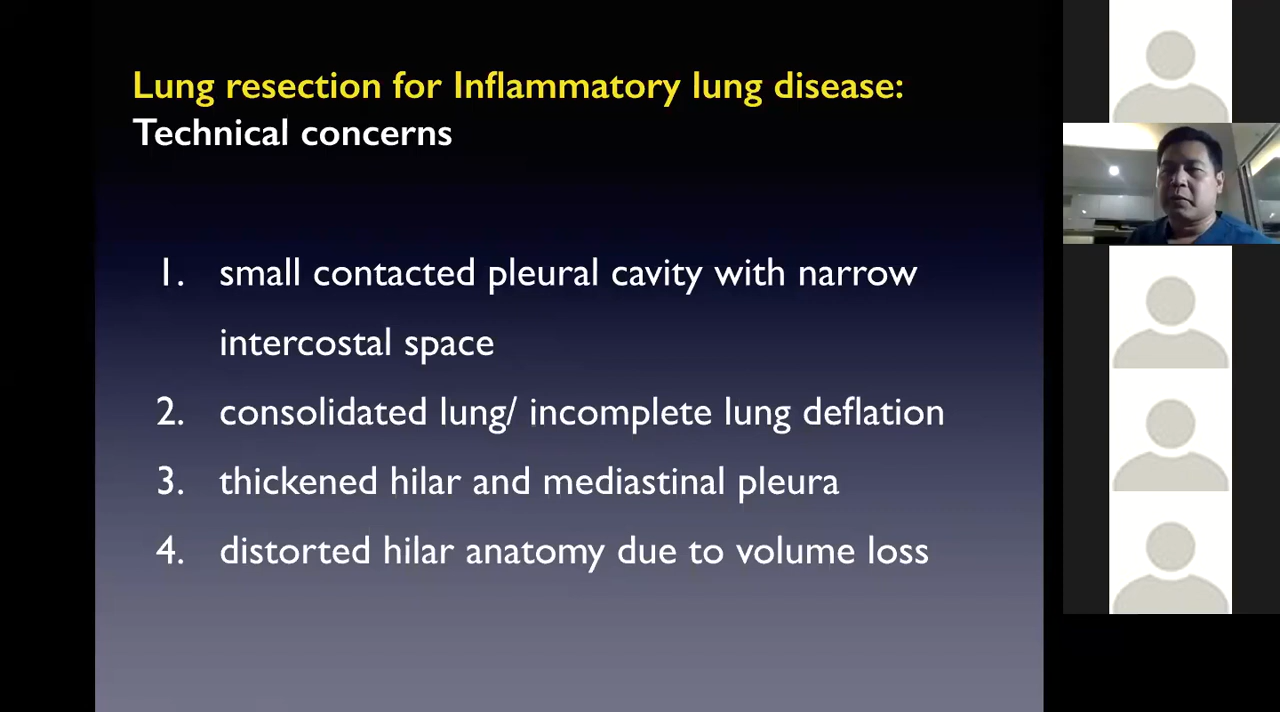 Lung resection for Inflammatory lung disease:
Technical concerns
1. small contacted pleural cavity with narrow
intercostal space
2. consolidated lung/ incomplete lung deflation
3. thickened hilar and mediastinal pleura
4. distorted hilar anatomy due to volume loss